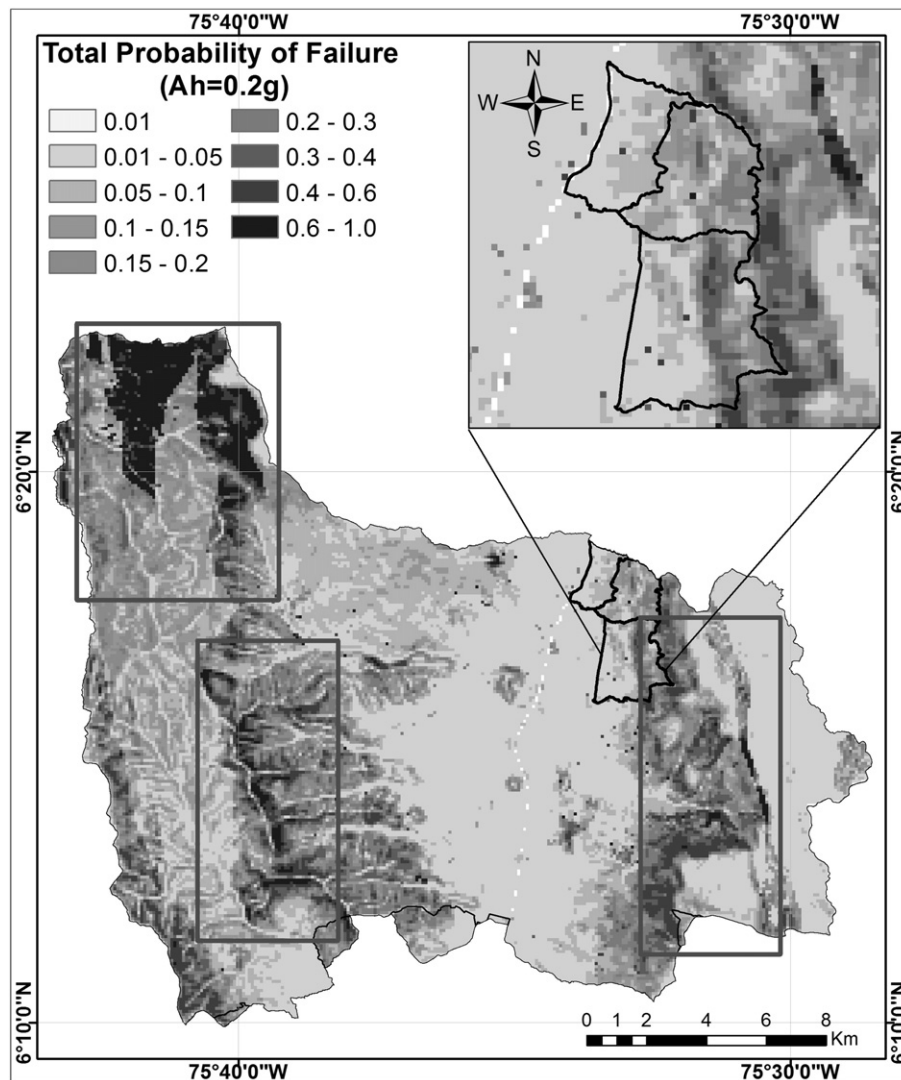 75°40'0"W 75°30'0"W
Total Probability of Failure
(Ah=0.2g)
0.01
0.01 - 0.05
0.05 - 0.1
0.1 - 0.15
0.15 - 0.2
0.2 - 0.3
0.3 - 0.4
0.4 - 0.6
0.6 - 1.0
N
W E
S
6°20'0"N 6°20'0"N
6°10'0"N 6°10'0"N
0 1 2 4 6 8
Km
75°40'0"W 75°30'0"W